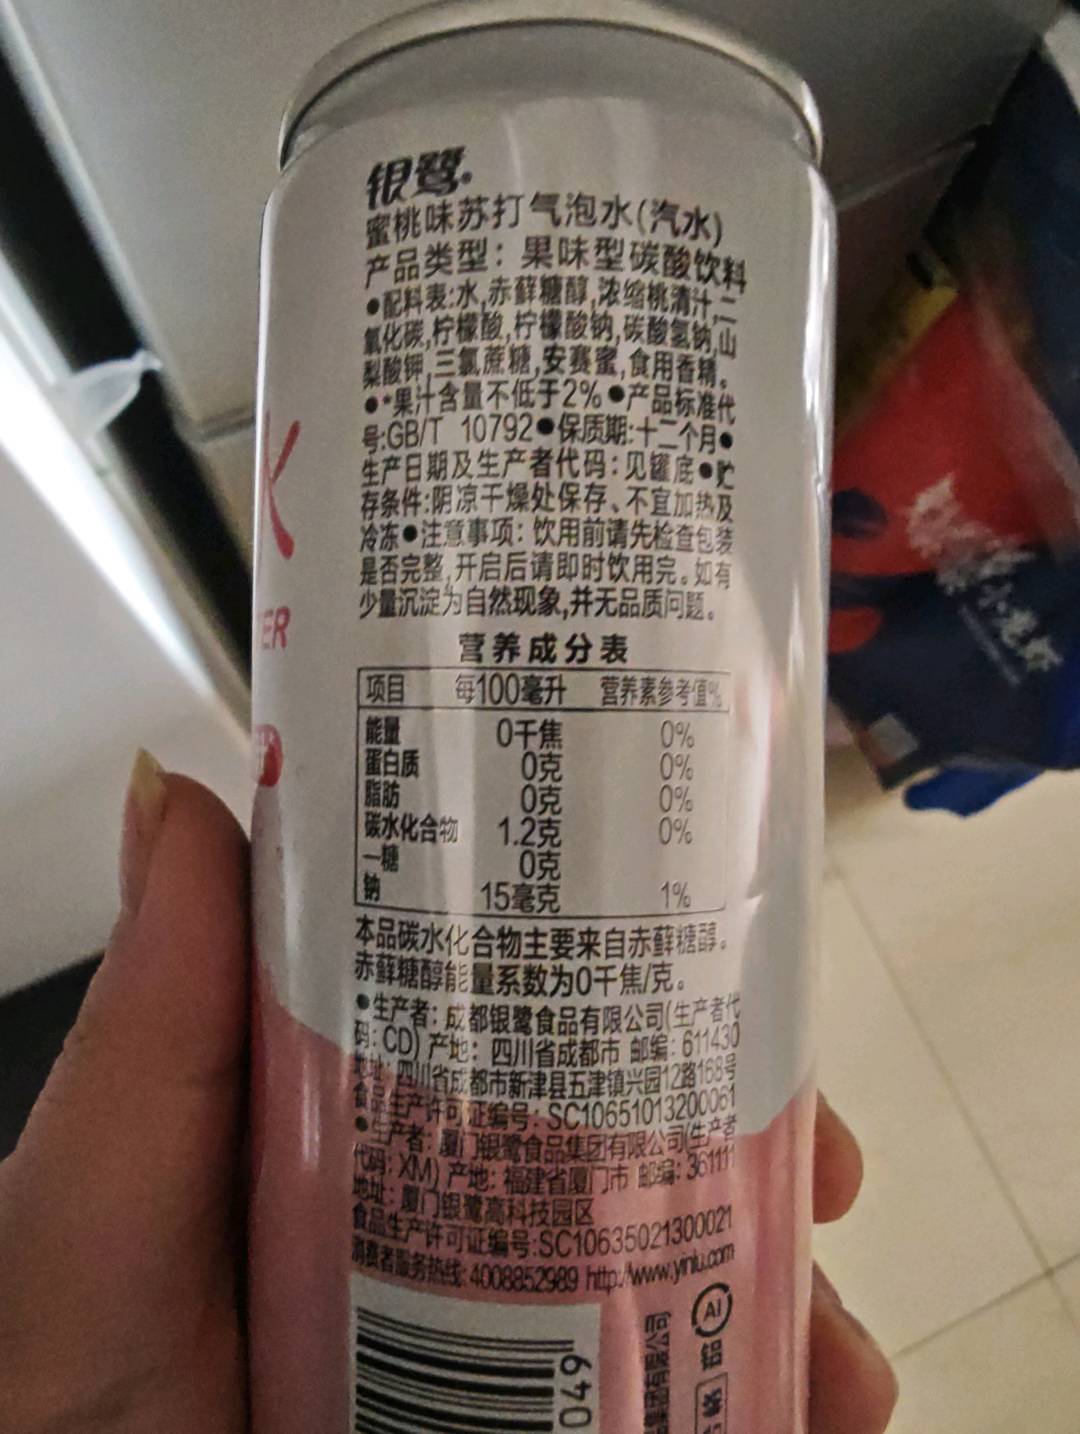 银鹭
蜜桃味苏打气泡水(汽水)
产品类型：果味型碳酸饮料
●配料表:水,赤藓糖醇,浓缩桃清汁,二
氧化碳,柠檬酸,柠檬酸钠,碳酸氢钠,山
梨酸钾,三氯蔗糖,安赛蜜,食用香精。
●*果汁含量不低于2%●产品标准代
号:GB/T 10792●保质期:十二个月●
生产日期及生产者代码：见罐底●贮
存条件:阴凉干燥处保存、不宜加热及
冷冻●注意事项：饮用前请先检查包装
是否完整,开启后请即时饮用完。如有
少量沉淀为自然现象,并无品质问题。
营养成分表
项目 每100毫升 营养素参考值%
能量 0千焦 0%
蛋白质 0克 0%
脂肪 0克 0%
碳水化合物 1.2克 0%
—糖 0克
钠 15毫克 1%
本品碳水化合物主要来自赤藓糖醇。
赤藓糖醇能量系数为0千焦/克。
●生产者：成都银鹭食品有限公司(生产者代
码：CD) 产地：四川省成都市 邮编：611430
地址：四川省成都市新津县五津镇兴园12路168号
食品生产许可证编号：SC10651013200061
●生产者：厦门银鹭食品集团有限公司(生产者
代码：XM) 产地：福建省厦门市 邮编：361111
地址：厦门银鹭高科技园区
食品生产许可证编号:SC10635021300021
消费者服务热线:4008852989 http://www.yinlu.com
ER
铝
集团有限公司
小龙虾